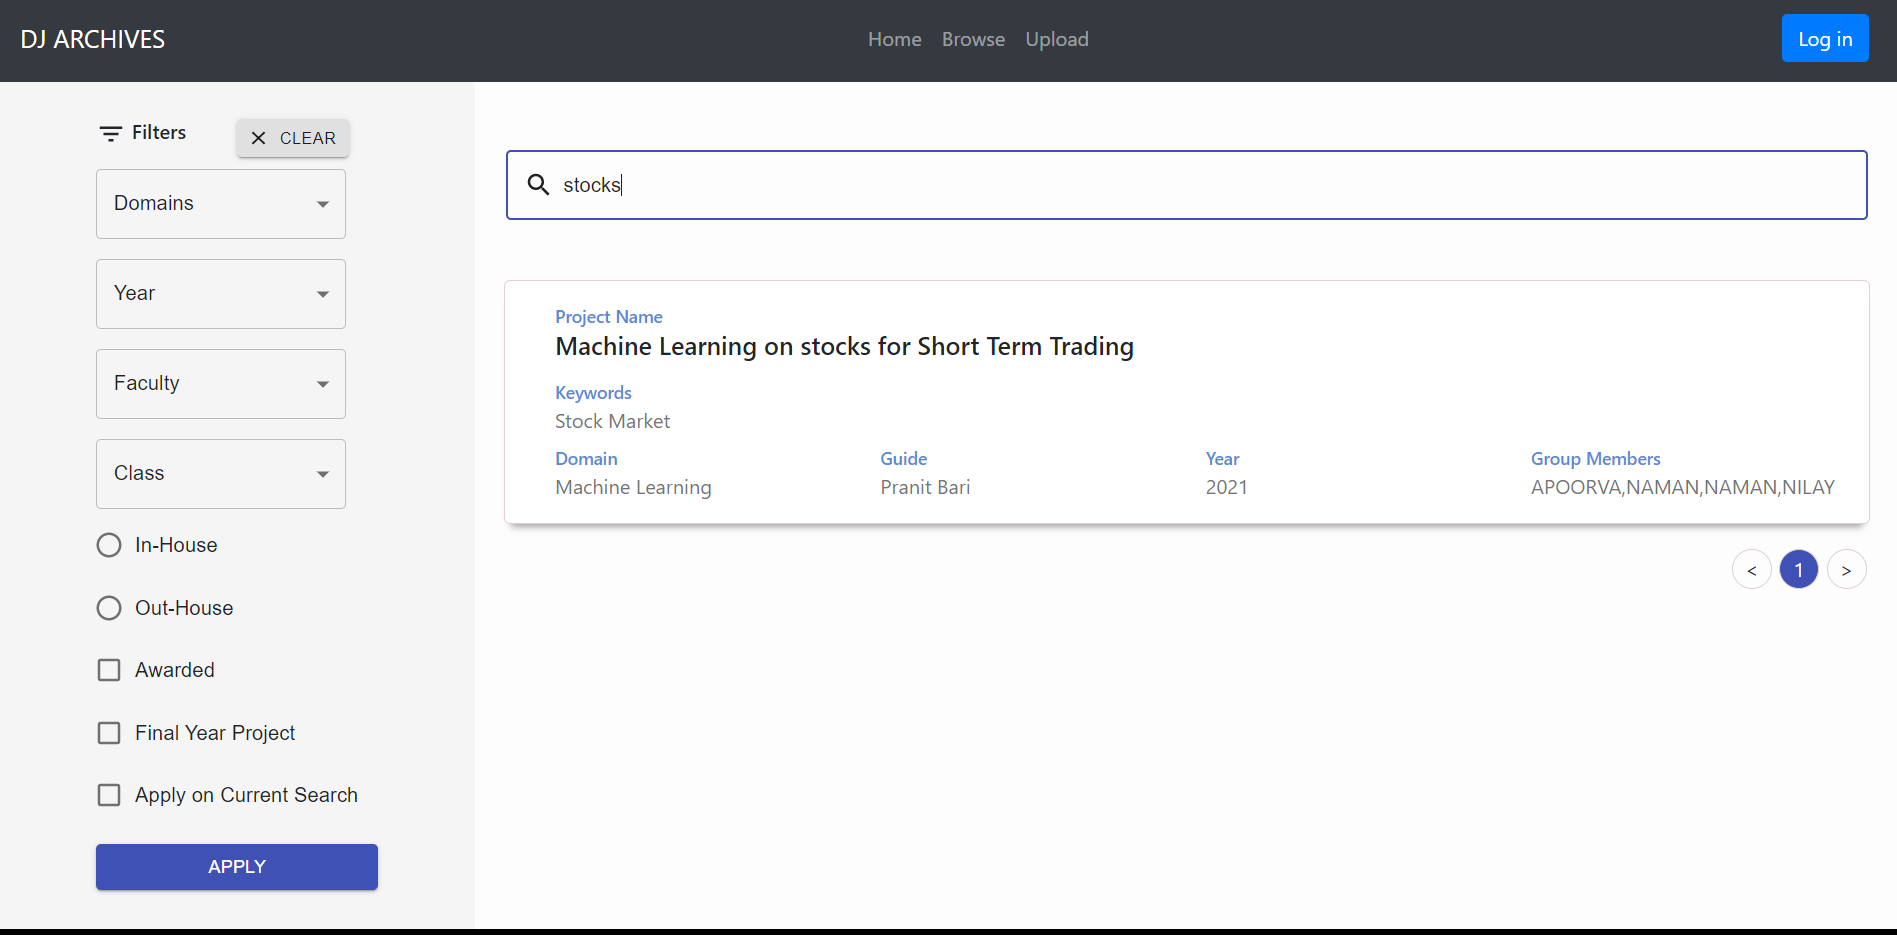 DJ ARCHIVES
Home Browse Upload
Log in
Filters
CLEAR
Domains
Year
Faculty
Class
In-House
Out-House
Awarded
Final Year Project
Apply on Current Search
APPLY
stocks
Project Name
Machine Learning on stocks for Short Term Trading
Keywords
Stock Market
Domain Guide Year Group Members
Machine Learning Pranit Bari 2021 APOORVA,NAMAN,NAMAN,NILAY
< 1 >